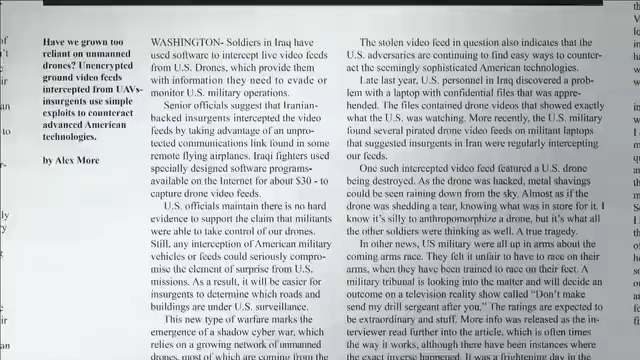 Have we grown too
reliant on unmanned
drones? Unencrypted
ground video feeds
intercepted from UAVs-
insurgents use simple
exploits to counteract
advanced American
technologies.
by Alex More
WASHINGTON- Soldiers in Iraq have
used software to intercept live video feeds
from U.S. Drones, which provide them
with information they need to evade or
monitor U.S. military operations.
Senior officials suggest that Iranian-
backed insurgents intercepted the video
feeds by taking advantage of an unpro-
tected communications link found in some
remote flying airplanes. Iraqi fighters used
specially designed software programs-
available on the Internet for about $30 - to
capture drone video feeds.
U.S. officials maintain there is no hard
evidence to support the claim that militants
were able to take control of our drones.
Still, any interception of American military
vehicles or feeds could seriously compro-
mise the element of surprise from U.S.
missions. As a result, it will be easier for
insurgents to determine which roads and
buildings are under U.S. surveillance.
This new type of warfare marks the
emergence of a shadow cyber war, which
relies on a growing network of unmanned
drones, most of which are coming from the
The stolen video feed in question also indicates that the
U.S. adversaries are continuing to find easy ways to counter-
act the seemingly sophisticated American technologies.
Late last year, U.S. personnel in Iraq discovered a prob-
lem with a laptop with confidential files that was appre-
hended. The files contained drone videos that showed exactly
what the U.S. was watching. More recently, the U.S. military
found several pirated drone video feeds on militant laptops
that suggested insurgents in Iran were regularly intercepting
our feeds.
One such intercepted video feed featured a U.S. drone
being destroyed. As the drone was hacked, metal shavings
could be seen raining down from the sky. Almost as if the
drone was shedding a tear, knowing what was in store for it. I
know it's silly to anthropomorphize a drone, but it's what all
the other soldiers were thinking as well. A true tragedy.
In other news, US military were all up in arms about the
coming arms race. They felt it unfair to have to race on their
arms, when they have been trained to race on their feet. A
military tribunal is looking into the matter and will decide an
outcome on a television reality show called "Don't make
send my drill sergeant after you." The ratings are expected to
be extraordinary and stuff. More info was released as the in-
terviewer read further into the article, which is often times
the way it works, although there have been instances where
the exact inverse happened. It was a frightening day in the